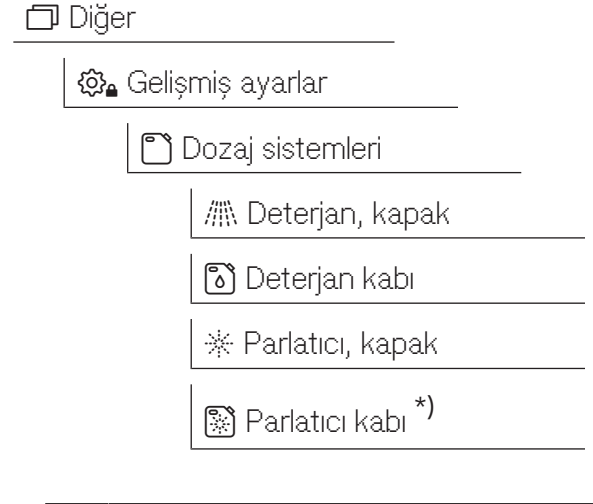 Diğer
Gelişmiş ayarlar
Dozaj sistemleri
Deterjan, kapak
Deterjan kabı
Parlatıcı, kapak
Parlatıcı kabı *)